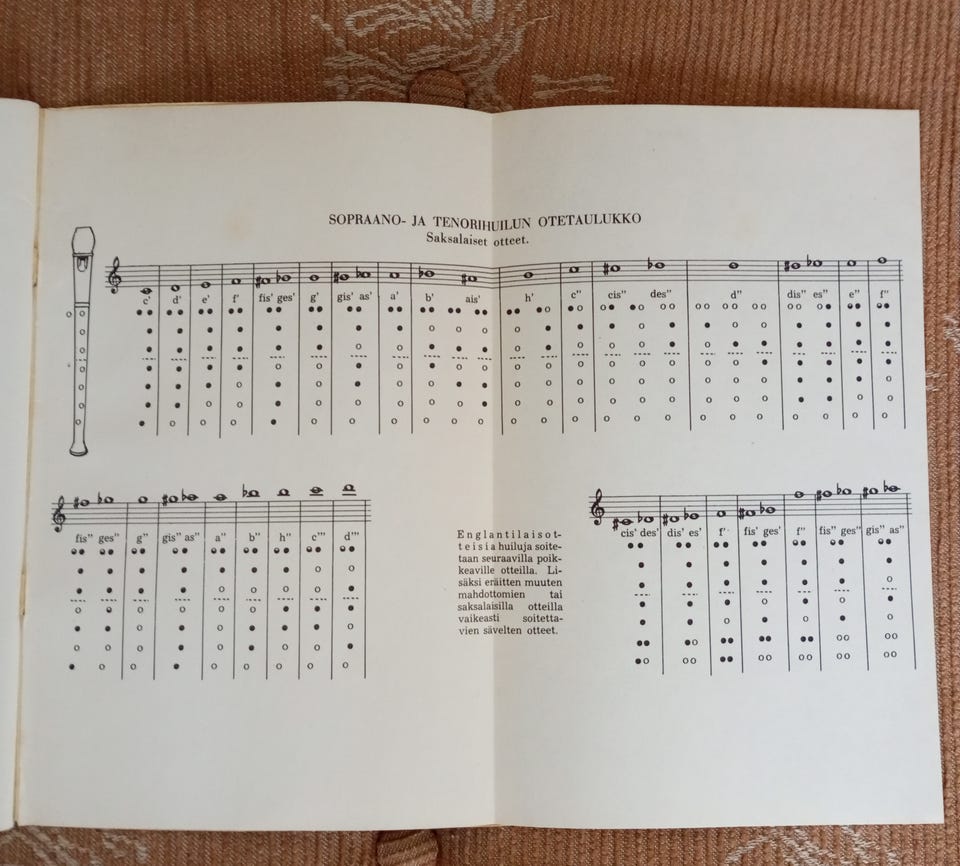 SOPRAANO- JA TENORIHUILUN OTETAULUKKO
Saksalaiset otteet.
c' d' e' f' fis' ges' g' gis' as' a' b' ais' h' c" cis" des" d" dis" es" e" f"
fis" ges" g" gis" as" a" b" h" c"' d"'
Englantilaisot-
teisia huiluja soite-
taan seuraavilla poik-
keaville otteilla. Li-
säksi eräitten muuten
mahdottomien tai
saksalaisilla otteilla
vaikeasti soitetta-
vien sävelten otteet.
cis' des' dis' es' f' fis' ges' f" fis" ges" gis" as"